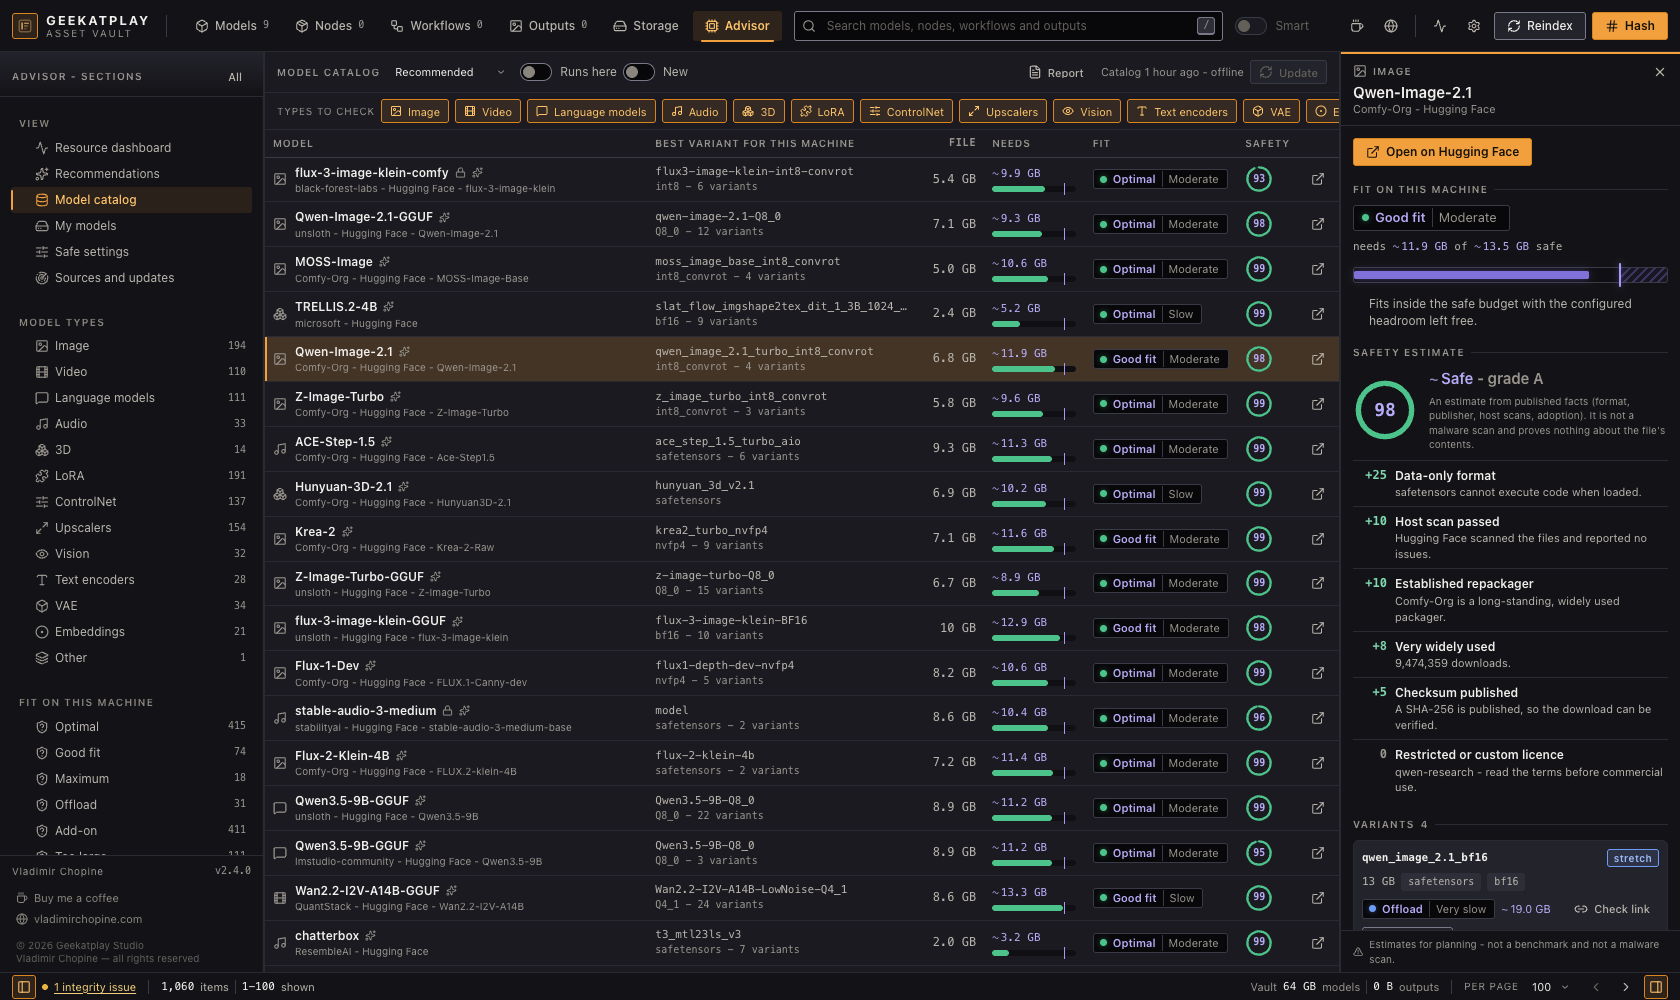 GEEKATPLAY
ASSET VAULT
Models 9
Nodes 0
Workflows 0
Outputs 0
Storage
Advisor
Search models, nodes, workflows and outputs
/
Smart
Reindex
Hash
ADVISOR - SECTIONS
All
VIEW
Resource dashboard
Recommendations
Model catalog
My models
Safe settings
Sources and updates
MODEL TYPES
Image 194
Video 110
Language models 111
Audio 33
3D 14
LoRA 191
ControlNet 137
Upscalers 154
Vision 32
Text encoders 28
VAE 34
Embeddings 21
Other 1
FIT ON THIS MACHINE
Optimal 415
Good fit 74
Maximum 18
Offload 31
Add-on 411
Vladimir Chopine v2.4.0
Buy me a coffee
vladimirchopine.com
© 2026 Geekatplay Studio
Vladimir Chopine — all rights reserved
MODEL CATALOG
Recommended
Runs here
New
Report
Catalog 1 hour ago - offline
Update
TYPES TO CHECK
Image
Video
Language models
Audio
3D
LoRA
ControlNet
Upscalers
Vision
Text encoders
VAE
E
MODEL BEST VARIANT FOR THIS MACHINE FILE NEEDS FIT SAFETY
flux-3-image-klein-comfy flux3-image-klein-int8-convrot 5.4 GB ~9.9 GB Optimal Moderate 93
black-forest-labs - Hugging Face - flux-3-image-klein int8 - 6 variants
Qwen-Image-2.1-GGUF qwen-image-2.1-Q8_0 7.1 GB ~9.3 GB Optimal Moderate 98
unsloth - Hugging Face - Qwen-Image-2.1 Q8_0 - 12 variants
MOSS-Image moss_image_base_int8_convrot 5.0 GB ~10.6 GB Optimal Moderate 99
Comfy-Org - Hugging Face - MOSS-Image-Base int8_convrot - 4 variants
TRELLIS.2-4B slat_flow_imgshape2tex_dit_1_3B_1024_… 2.4 GB ~5.2 GB Optimal Slow 99
microsoft - Hugging Face bf16 - 9 variants
Qwen-Image-2.1 qwen_image_2.1_turbo_int8_convrot 6.8 GB ~11.9 GB Good fit Moderate 98
Comfy-Org - Hugging Face - Qwen-Image-2.1 int8_convrot - 4 variants
Z-Image-Turbo z_image_turbo_int8_convrot 5.8 GB ~9.6 GB Optimal Moderate 99
Comfy-Org - Hugging Face - Z-Image-Turbo int8_convrot - 3 variants
ACE-Step-1.5 ace_step_1.5_turbo_aio 9.3 GB ~11.3 GB Optimal Moderate 99
Comfy-Org - Hugging Face - Ace-Step1.5 safetensors - 6 variants
Hunyuan-3D-2.1 hunyuan_3d_v2.1 6.9 GB ~10.2 GB Optimal Slow 99
Comfy-Org - Hugging Face - Hunyuan3D-2.1 safetensors
Krea-2 krea2_turbo_nvfp4 7.1 GB ~11.6 GB Good fit Moderate 99
Comfy-Org - Hugging Face - Krea-2-Raw nvfp4 - 9 variants
Z-Image-Turbo-GGUF z-image-turbo-Q8_0 6.7 GB ~8.9 GB Optimal Moderate 99
unsloth - Hugging Face - Z-Image-Turbo Q8_0 - 15 variants
flux-3-image-klein-GGUF flux-3-image-klein-BF16 10 GB ~12.9 GB Good fit Moderate 98
unsloth - Hugging Face - flux-3-image-klein bf16 - 10 variants
Flux-1-Dev flux1-depth-dev-nvfp4 8.2 GB ~10.6 GB Optimal Moderate 99
Comfy-Org - Hugging Face - FLUX.1-Canny-dev nvfp4 - 5 variants
stable-audio-3-medium model 8.6 GB ~10.4 GB Optimal Moderate 96
stabilityai - Hugging Face - stable-audio-3-medium-base safetensors - 2 variants
Flux-2-Klein-4B flux-2-klein-4b 7.2 GB ~11.4 GB Optimal Moderate 99
Comfy-Org - Hugging Face - FLUX.2-klein-4B safetensors - 2 variants
Qwen3.5-9B-GGUF Qwen3.5-9B-Q8_0 8.9 GB ~11.2 GB Optimal Moderate 99
unsloth - Hugging Face - Qwen3.5-9B Q8_0 - 22 variants
Qwen3.5-9B-GGUF Qwen3.5-9B-Q8_0 8.9 GB ~11.2 GB Optimal Moderate 95
lmstudio-community - Hugging Face - Qwen3.5-9B Q8_0 - 3 variants
Wan2.2-I2V-A14B-GGUF Wan2.2-I2V-A14B-LowNoise-Q4_1 8.6 GB ~13.3 GB Good fit Slow 99
QuantStack - Hugging Face - Wan2.2-I2V-A14B Q4_1 - 24 variants
chatterbox t3_mtl23ls_v3 2.0 GB ~3.2 GB Optimal Moderate 99
ResembleAI - Hugging Face safetensors - 7 variants
IMAGE
Qwen-Image-2.1
Comfy-Org - Hugging Face
Open on Hugging Face
FIT ON THIS MACHINE
Good fit Moderate
needs ~11.9 GB of ~13.5 GB safe
Fits inside the safe budget with the configured
headroom left free.
SAFETY ESTIMATE
98
~ Safe - grade A
An estimate from published facts (format,
publisher, host scans, adoption). It is not a
malware scan and proves nothing about the file's
contents.
+25 Data-only format
safetensors cannot execute code when loaded.
+10 Host scan passed
Hugging Face scanned the files and reported no
issues.
+10 Established repackager
Comfy-Org is a long-standing, widely used
packager.
+8 Very widely used
9,474,359 downloads.
+5 Checksum published
A SHA-256 is published, so the download can be
verified.
0 Restricted or custom licence
qwen-research - read the terms before commercial
use.
VARIANTS 4
qwen_image_2.1_bf16 stretch
13 GB safetensors bf16
Offload Very slow ~19.0 GB Check link
Estimates for planning - not a benchmark and not a malware
scan.
1 integrity issue
1,060 items
1-100 shown
Vault 64 GB models
0 B outputs
PER PAGE 100